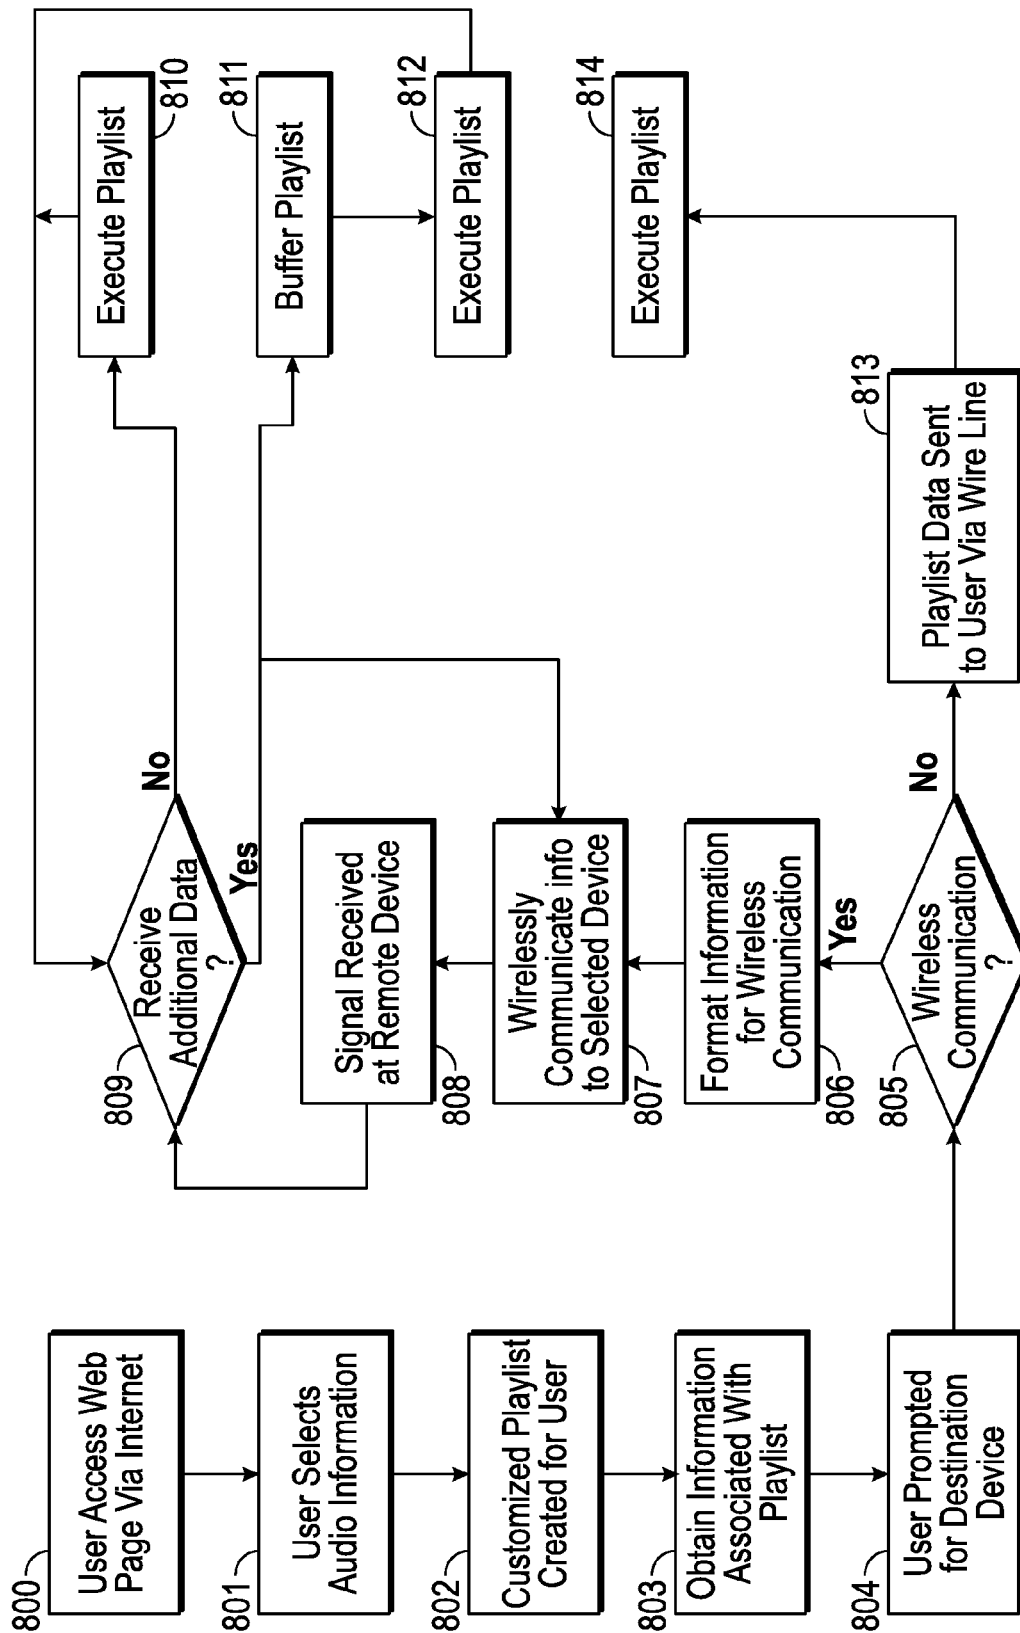 800
User Access Web
Page Via Internet
801
User Selects
Audio Information
802
Customized Playlist
Created for User
803
Obtain Information
Associated With
Playlist
804
User Prompted
for Destination
Device
805
Wireless
Communication
?
Yes
No
806
Format Information
for Wireless
Communication
807
Wirelessly
Communicate info
to Selected Device
808
Signal Received
at Remote Device
809
Receive
Additional Data
?
Yes
No
810
Execute Playlist
811
Buffer Playlist
812
Execute Playlist
813
Playlist Data Sent
to User Via Wire Line
814
Execute Playlist